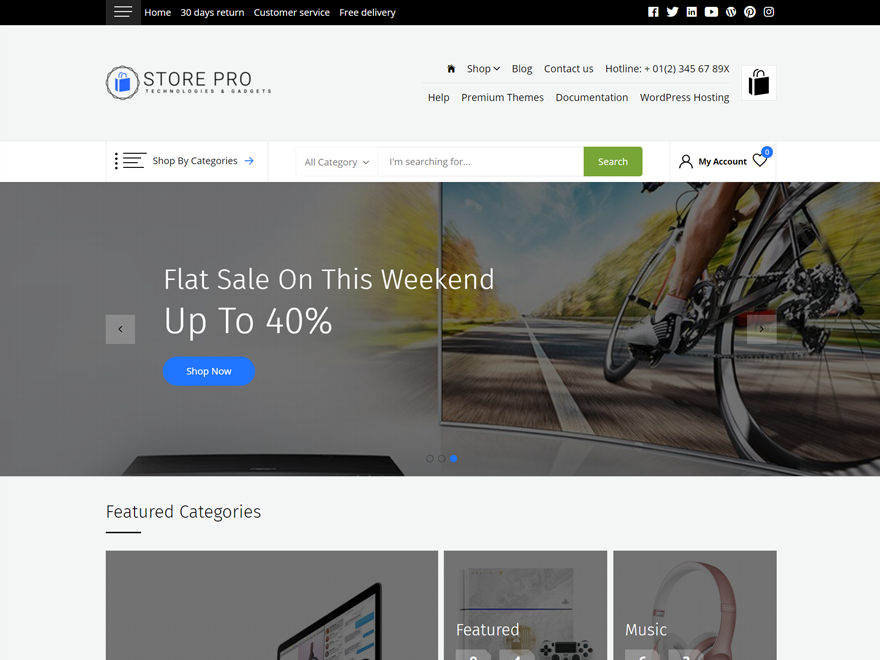 Home 30 days return Customer service Free delivery
STORE PRO
TECHNOLOGIES & GADGETS
Shop Blog Contact us Hotline: + 01(2) 345 67 89X
Help Premium Themes Documentation WordPress Hosting
Shop By Categories
All Category
I'm searching for...
Search
My Account
0
Flat Sale On This Weekend
Up To 40%
Shop Now
Featured Categories
Featured
Music